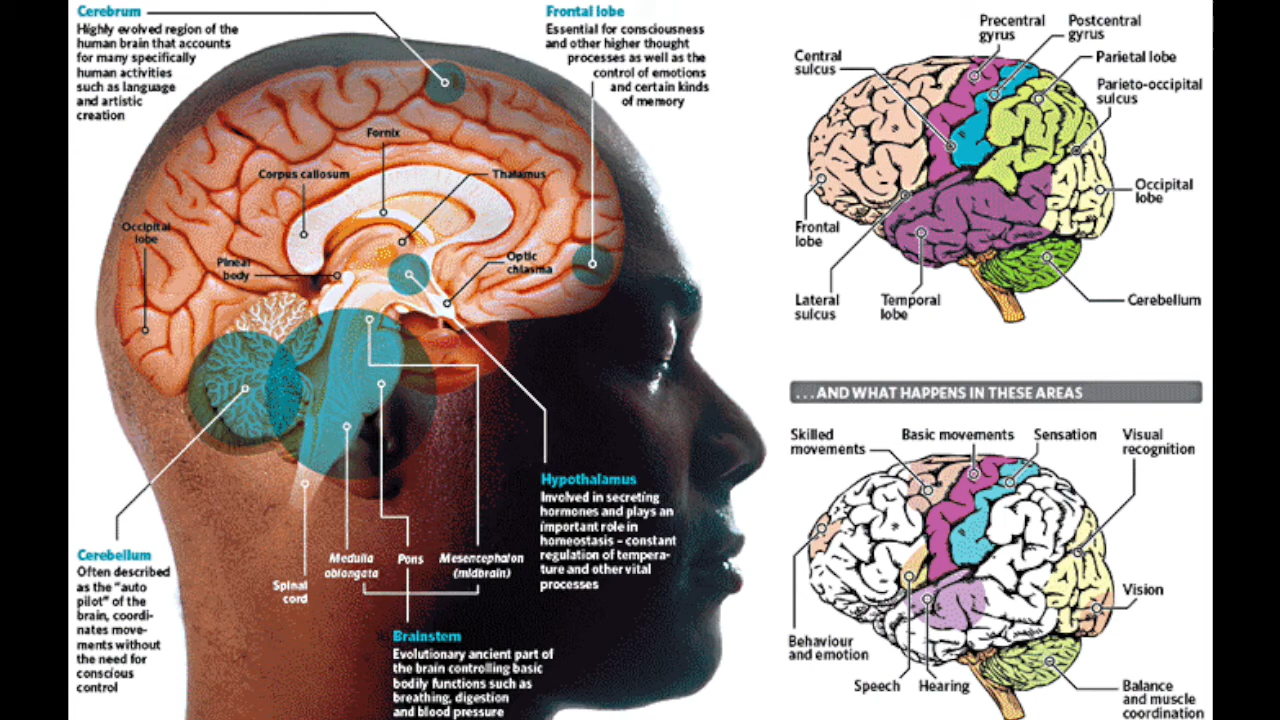 Cerebrum
Highly evolved region of the
human brain that accounts
for many specifically
human activities
such as language
and artistic
creation
Frontal lobe
Essential for consciousness
and other higher thought
processes as well as the
control of emotions
and certain kinds
of memory
Fornix
Corpus callosum
Thalamus
Occipital
lobe
Pineal
body
Optic
chiasma
Hypothalamus
Involved in secreting
hormones and plays an
important role in
homeostasis – constant
regulation of tempera-
ture and other vital
processes
Cerebellum
Often described
as the "auto
pilot" of the
brain, coordi-
nates move-
ments without
the need for
conscious
control
Spinal
cord
Medulla
oblongata
Pons
Mesencephalon
(midbrain)
Brainstem
Evolutionary ancient part of
the brain controlling basic
bodily functions such as
breathing, digestion
and blood pressure
Precentral
gyrus
Postcentral
gyrus
Central
sulcus
Parietal lobe
Parieto-occipital
sulcus
Occipital
lobe
Frontal
lobe
Lateral
sulcus
Temporal
lobe
Cerebellum
...AND WHAT HAPPENS IN THESE AREAS
Skilled
movements
Basic movements
Sensation
Visual
recognition
Vision
Behaviour
and emotion
Speech
Hearing
Balance
and muscle
coordination